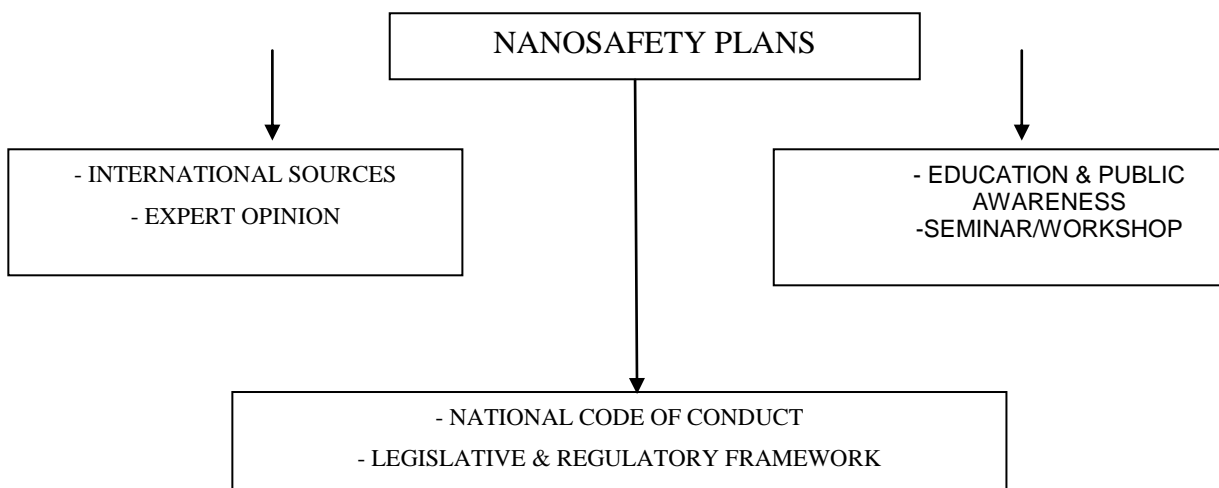 NANOSAFETY PLANS
- INTERNATIONAL SOURCES
- EXPERT OPINION
- EDUCATION & PUBLIC
AWARENESS
-SEMINAR/WORKSHOP
- NATIONAL CODE OF CONDUCT
- LEGISLATIVE & REGULATORY FRAMEWORK